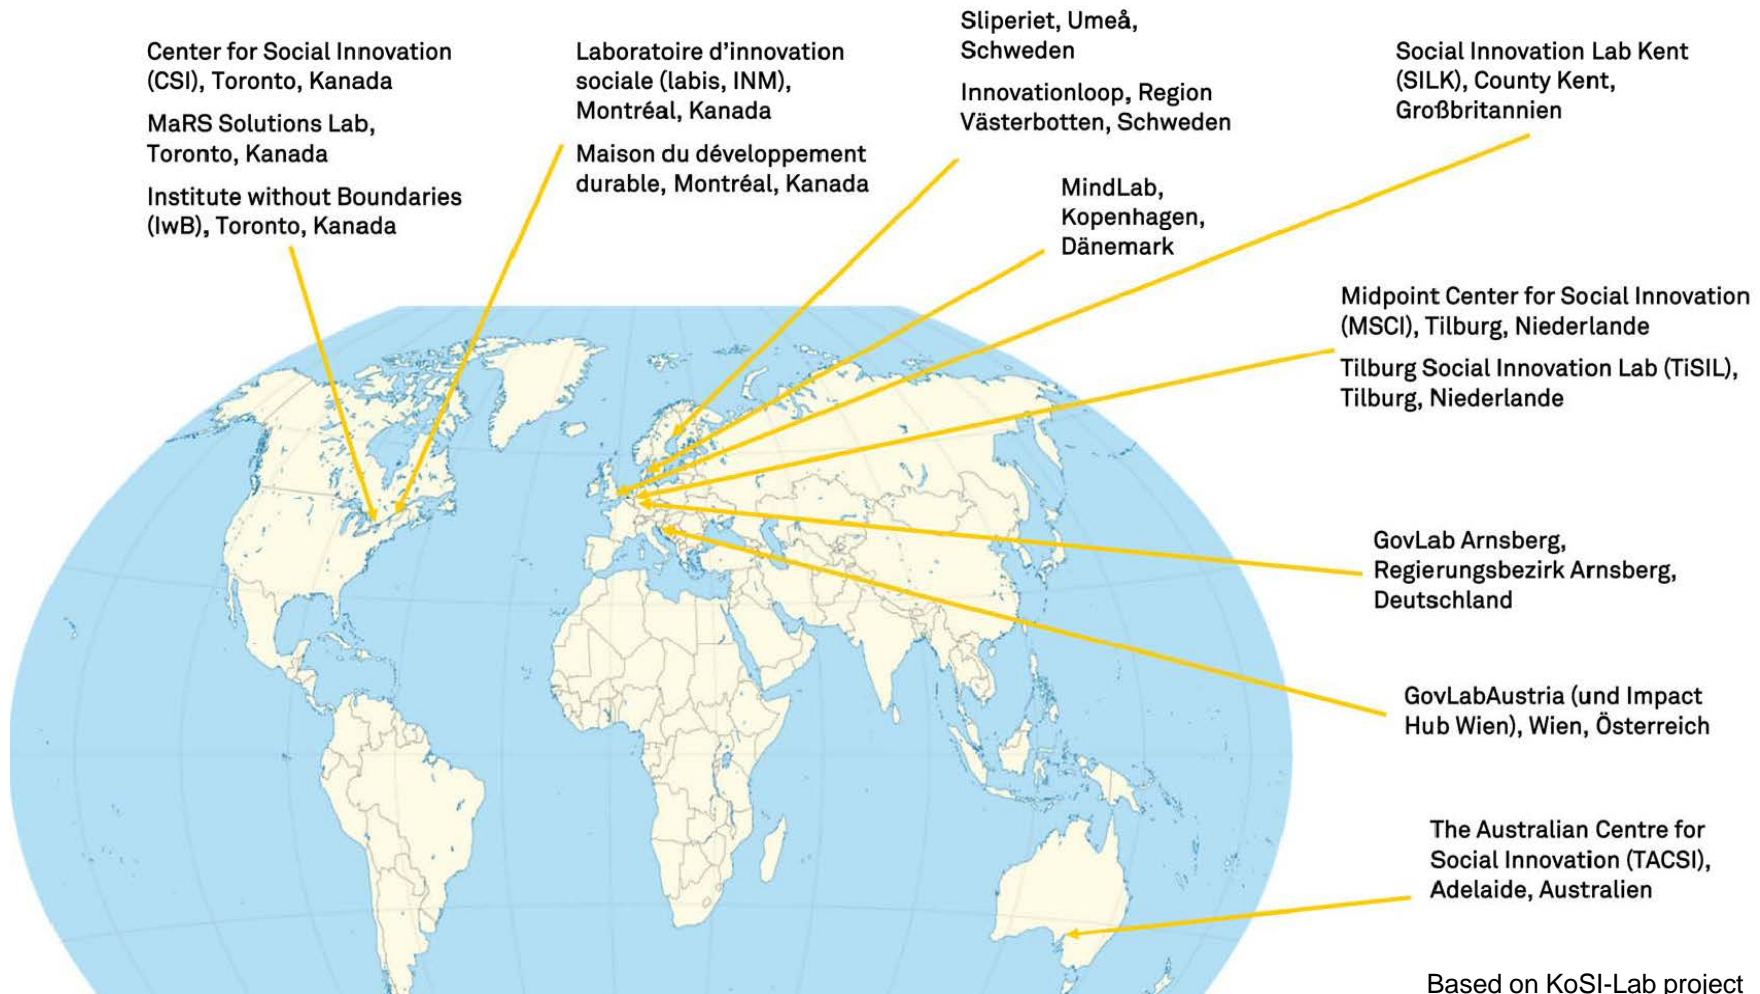 Center for Social Innovation
(CSI), Toronto, Kanada
MaRS Solutions Lab,
Toronto, Kanada
Institute without Boundaries
(IwB), Toronto, Kanada
Laboratoire d'innovation
sociale (labis, INM),
Montréal, Kanada
Maison du développement
durable, Montréal, Kanada
Sliperiet, Umeå,
Schweden
Innovationloop, Region
Västerbotten, Schweden
MindLab,
Kopenhagen,
Dänemark
Social Innovation Lab Kent
(SILK), County Kent,
Großbritannien
Midpoint Center for Social Innovation
(MSCI), Tilburg, Niederlande
Tilburg Social Innovation Lab (TiSIL),
Tilburg, Niederlande
GovLab Arnsberg,
Regierungsbezirk Arnsberg,
Deutschland
GovLabAustria (und Impact
Hub Wien), Wien, Österreich
The Australian Centre for
Social Innovation (TACSI),
Adelaide, Australien
Based on KoSI-Lab project